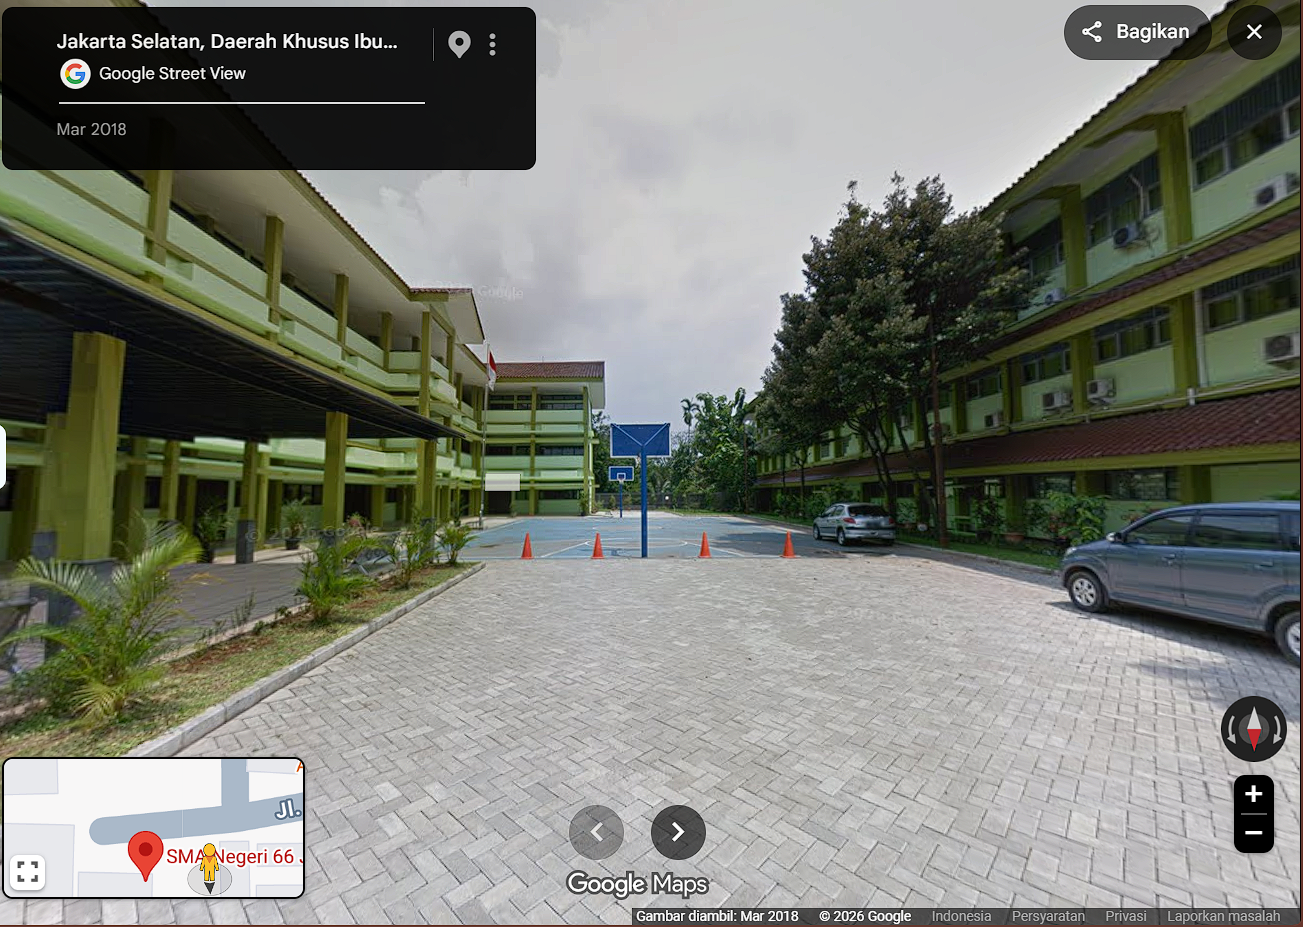 Jakarta Selatan, Daerah Khusus Ibu...
Google Street View
Mar 2018
Bagikan
Google
Jl.
SMA Negeri 66
Google Maps
Gambar diambil: Mar 2018 © 2026 Google Indonesia Persyaratan Privasi Laporkan masalah